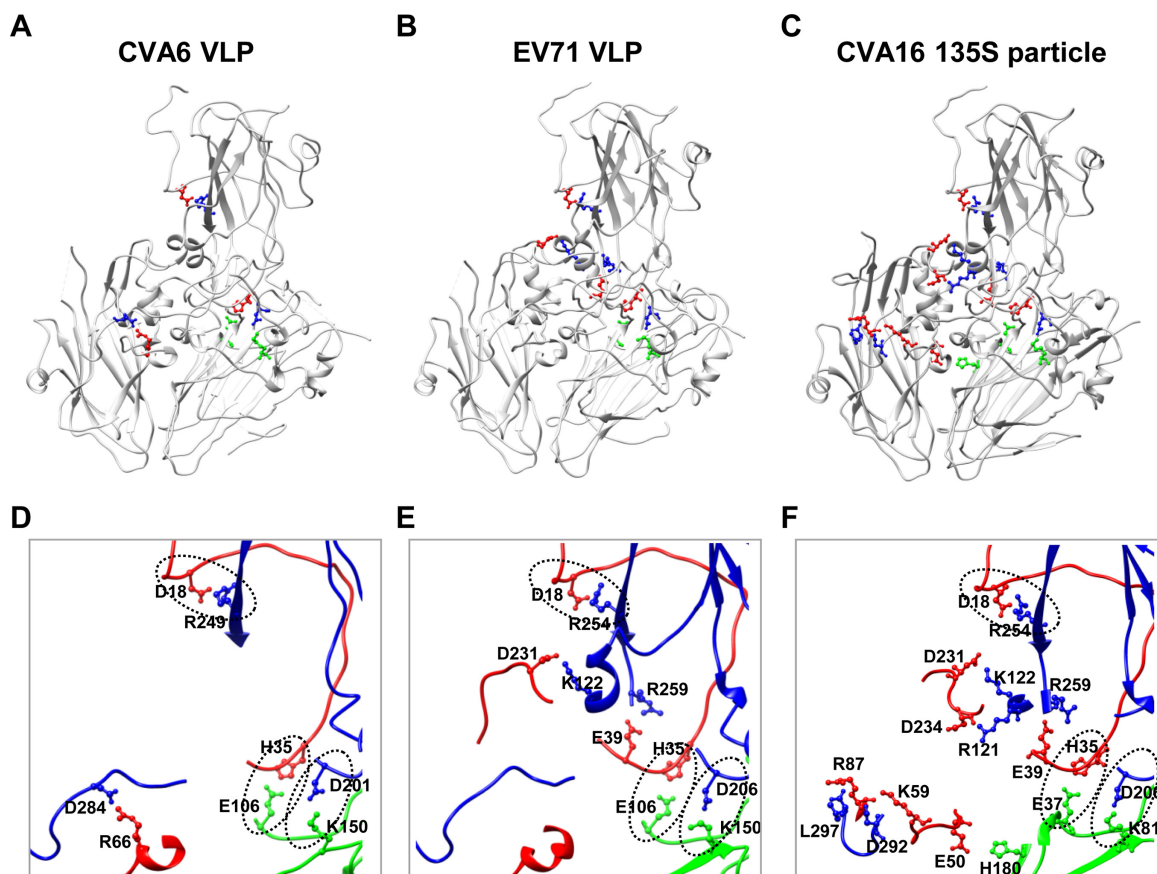 A
CVA6 VLP
B
EV71 VLP
C
CVA16 135S particle
D
D18
R249
H35
D201
D284
E106
K150
R66
E
D18
R254
D231
K122
R259
E39
H35
D206
E106
K150
F
D18
R254
D231
K122
R259
D234
R121
H35
E39
R87
K59
E37
L297
D292
K81
E50
H180